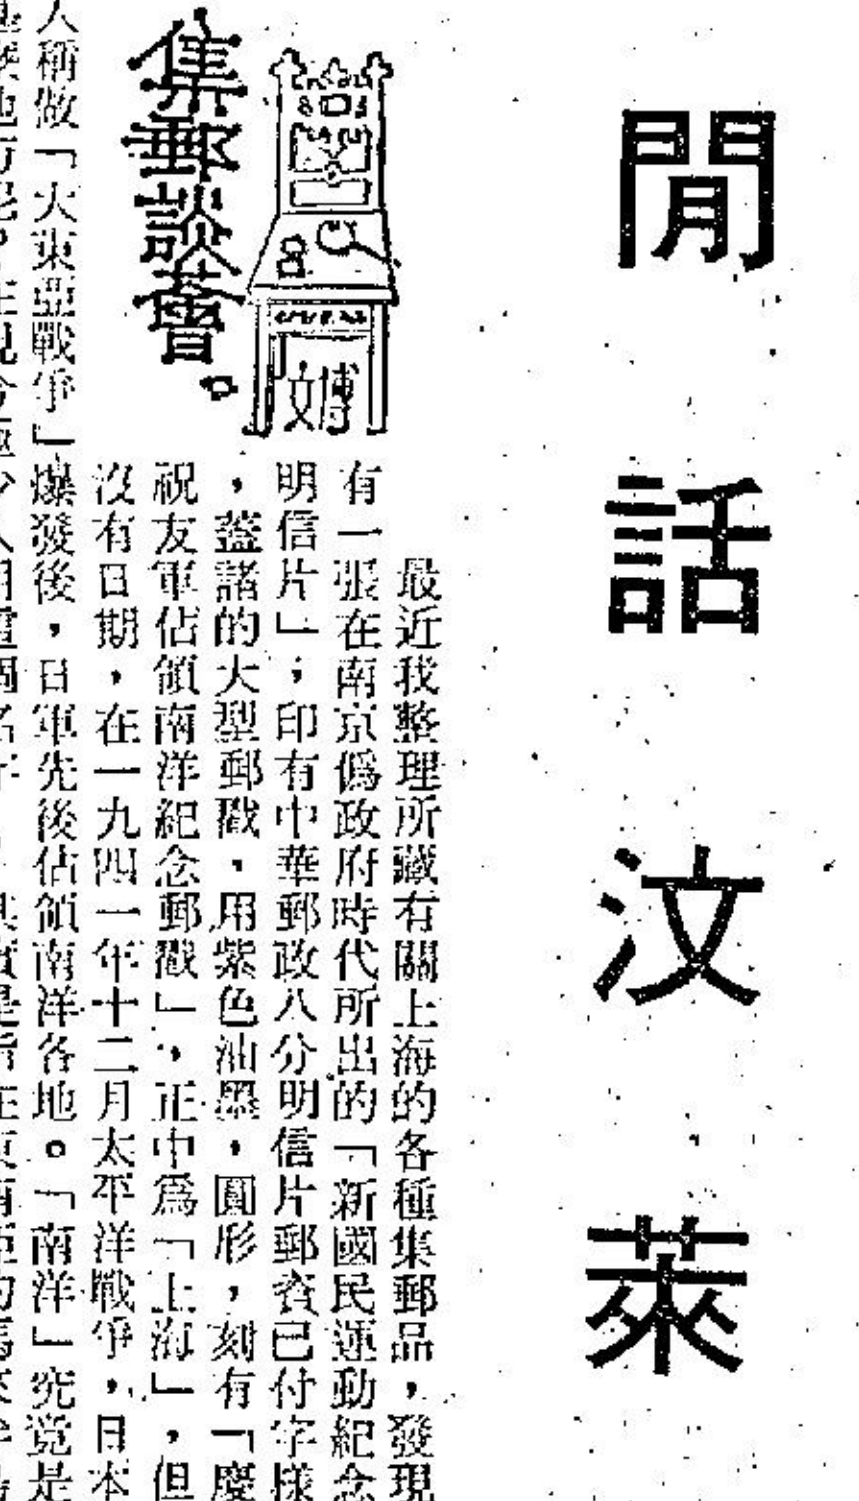 閒話汶萊
集郵談薈。
博文
最近我整理所藏有關上海的各種集郵品，發現
有一張在南京僞政府時代所出的「新國民運動紀念
明信片」，印有中華郵政八分明信片郵資已付字樣
，蓋諸的大型郵戳，用紫色油墨，圓形，刻有「慶
祝友軍佔領南洋紀念郵戳」，正中爲「上海」，但
沒有日期，在一九四一年十二月太平洋戰爭，日本
人稱做「大東亞戰爭」爆發後，日軍先後佔領南洋各地。「南洋」究竟是